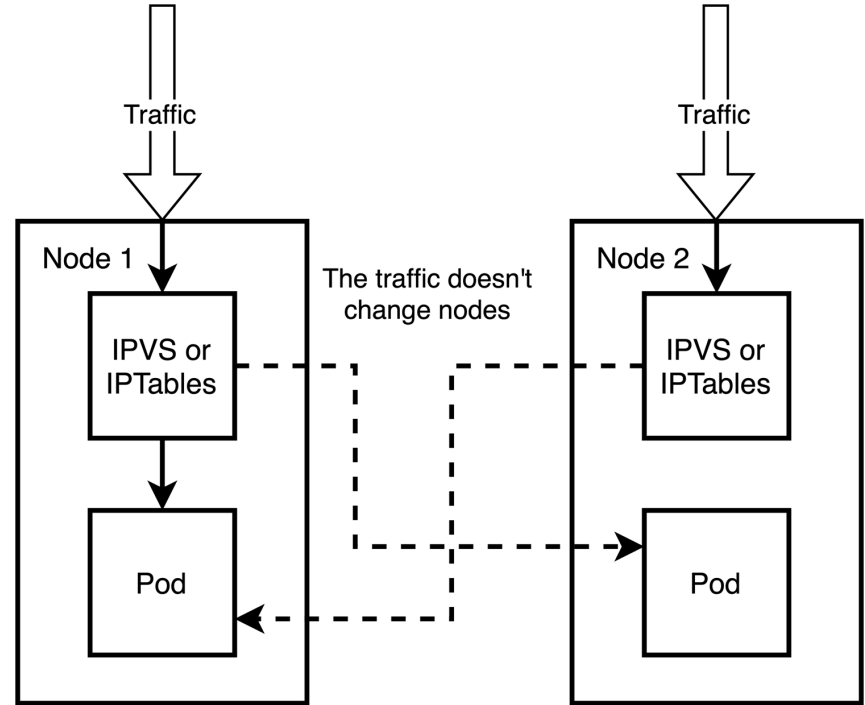 Traffic
Traffic
Node 1
Node 2
The traffic doesn't
change nodes
IPVS or
IPTables
IPVS or
IPTables
Pod
Pod